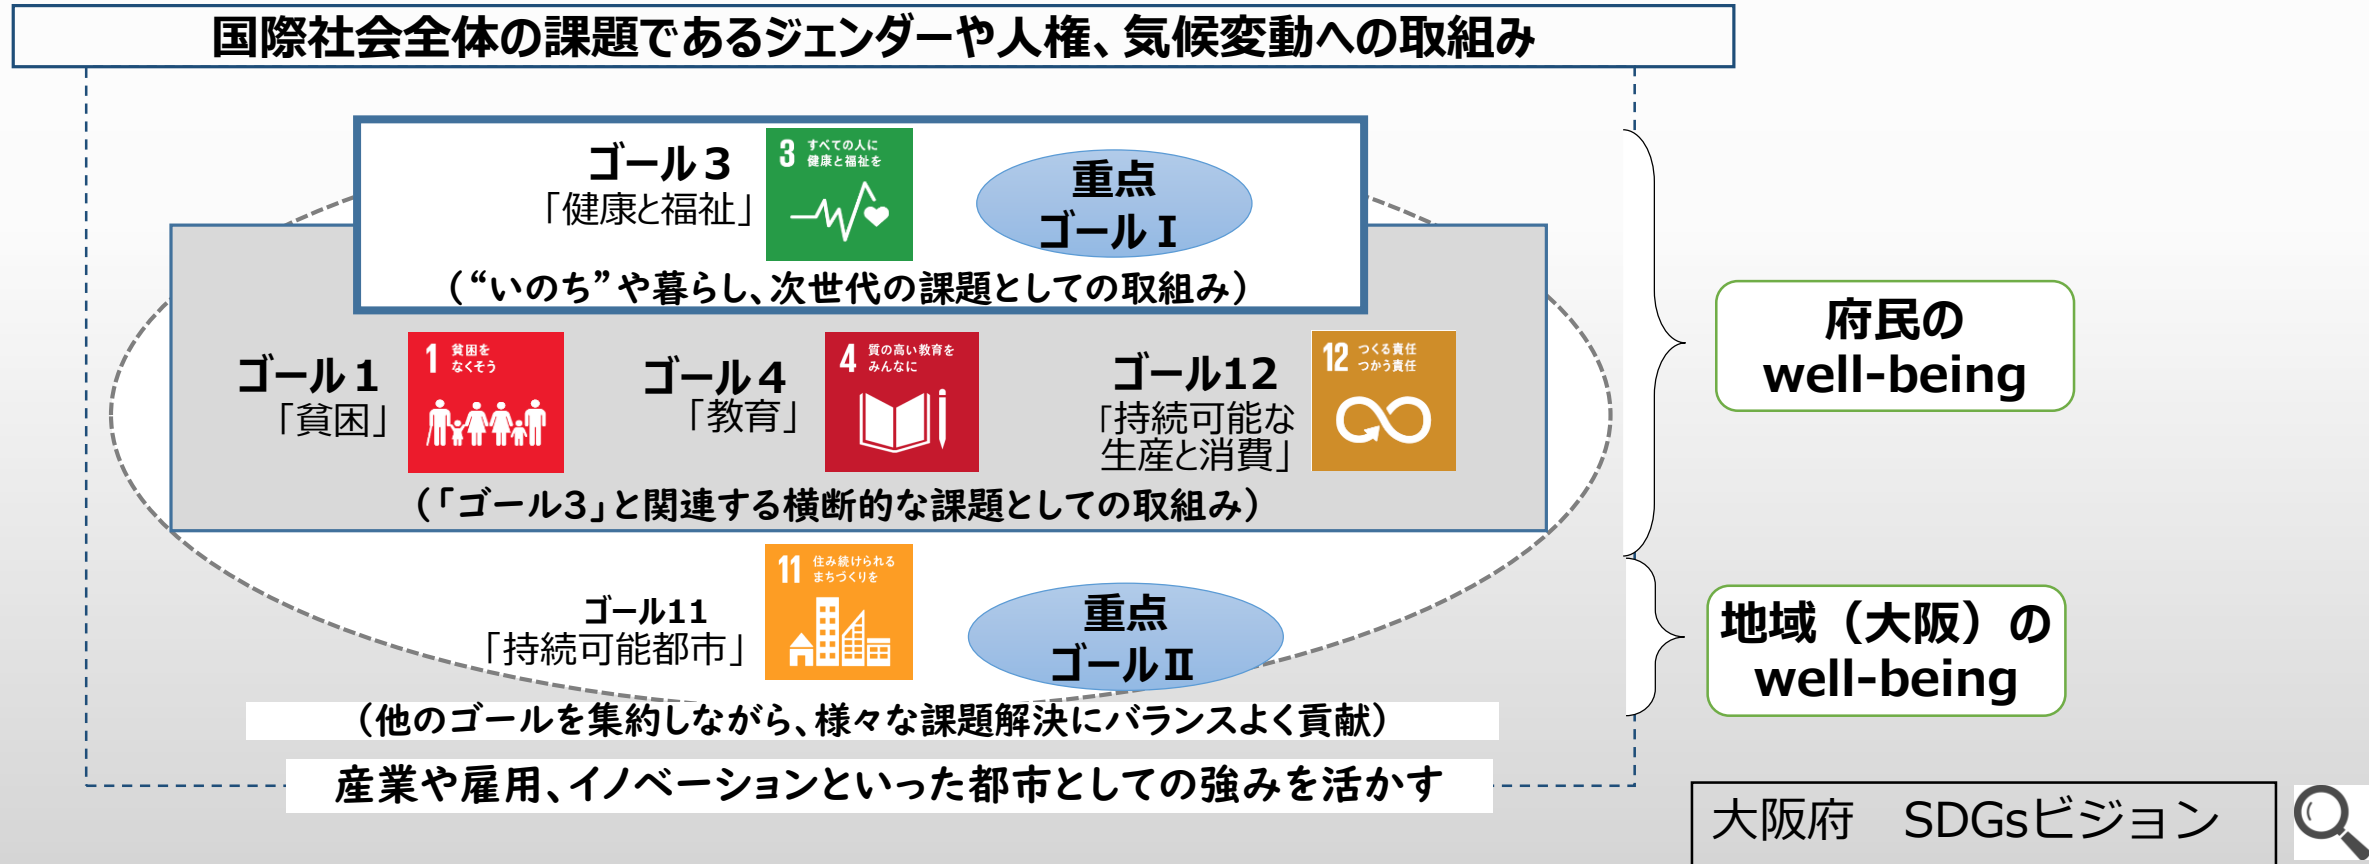 国際社会全体の課題であるジェンダーや人権、気候変動への取組み
ゴール３
「健康と福祉」
3 すべての人に
健康と福祉を
重点
ゴールⅠ
（“いのち”や暮らし、次世代の課題としての取組み）
ゴール１
「貧困」
1 貧困を
なくそう
ゴール４
「教育」
4 質の高い教育を
みんなに
ゴール12
「持続可能な
生産と消費」
12 つくる責任
つかう責任
（「ゴール3」と関連する横断的な課題としての取組み）
ゴール11
「持続可能都市」
11 住み続けられる
まちづくりを
重点
ゴールⅡ
（他のゴールを集約しながら、様々な課題解決にバランスよく貢献）
産業や雇用、イノベーションといった都市としての強みを活かす
府民の
well-being
地域（大阪）の
well-being
大阪府　SDGsビジョン